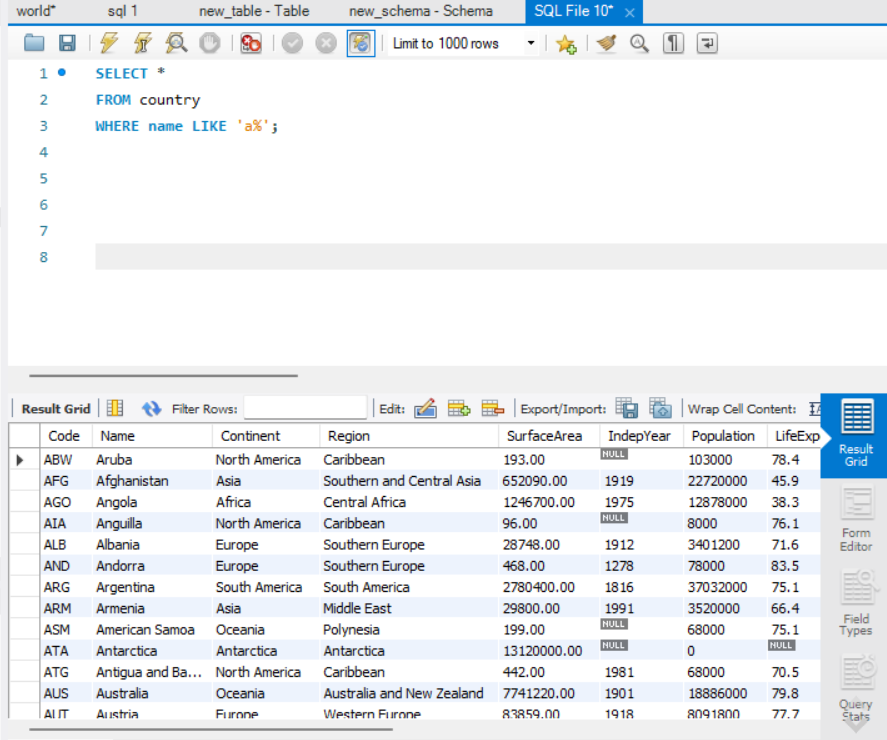 world* sql 1 new_table - Table new_schema - Schema SQL File 10* ×
Limit to 1000 rows
1 SELECT *
2 FROM country
3 WHERE name LIKE 'a%';
4
5
6
7
8
Result Grid Filter Rows: Edit: Export/Import: Wrap Cell Content:
Code Name Continent Region SurfaceArea IndepYear Population LifeExp
ABW Aruba North America Caribbean 193.00 NULL 103000 78.4
AFG Afghanistan Asia Southern and Central Asia 652090.00 1919 22720000 45.9
AGO Angola Africa Central Africa 1246700.00 1975 12878000 38.3
AIA Anguilla North America Caribbean 96.00 NULL 8000 76.1
ALB Albania Europe Southern Europe 28748.00 1912 3401200 71.6
AND Andorra Europe Southern Europe 468.00 1278 78000 83.5
ARG Argentina South America South America 2780400.00 1816 37032000 75.1
ARM Armenia Asia Middle East 29800.00 1991 3520000 66.4
ASM American Samoa Oceania Polynesia 199.00 NULL 68000 75.1
ATA Antarctica Antarctica Antarctica 13120000.00 NULL 0 NULL
ATG Antigua and Ba... North America Caribbean 442.00 1981 68000 70.5
AUS Australia Oceania Australia and New Zealand 7741220.00 1901 18886000 79.8
AUT Austria Europe Western Europe 83859.00 1918 8091800 77.7
Result
Grid
Form
Editor
Field
Types
Query
Stats